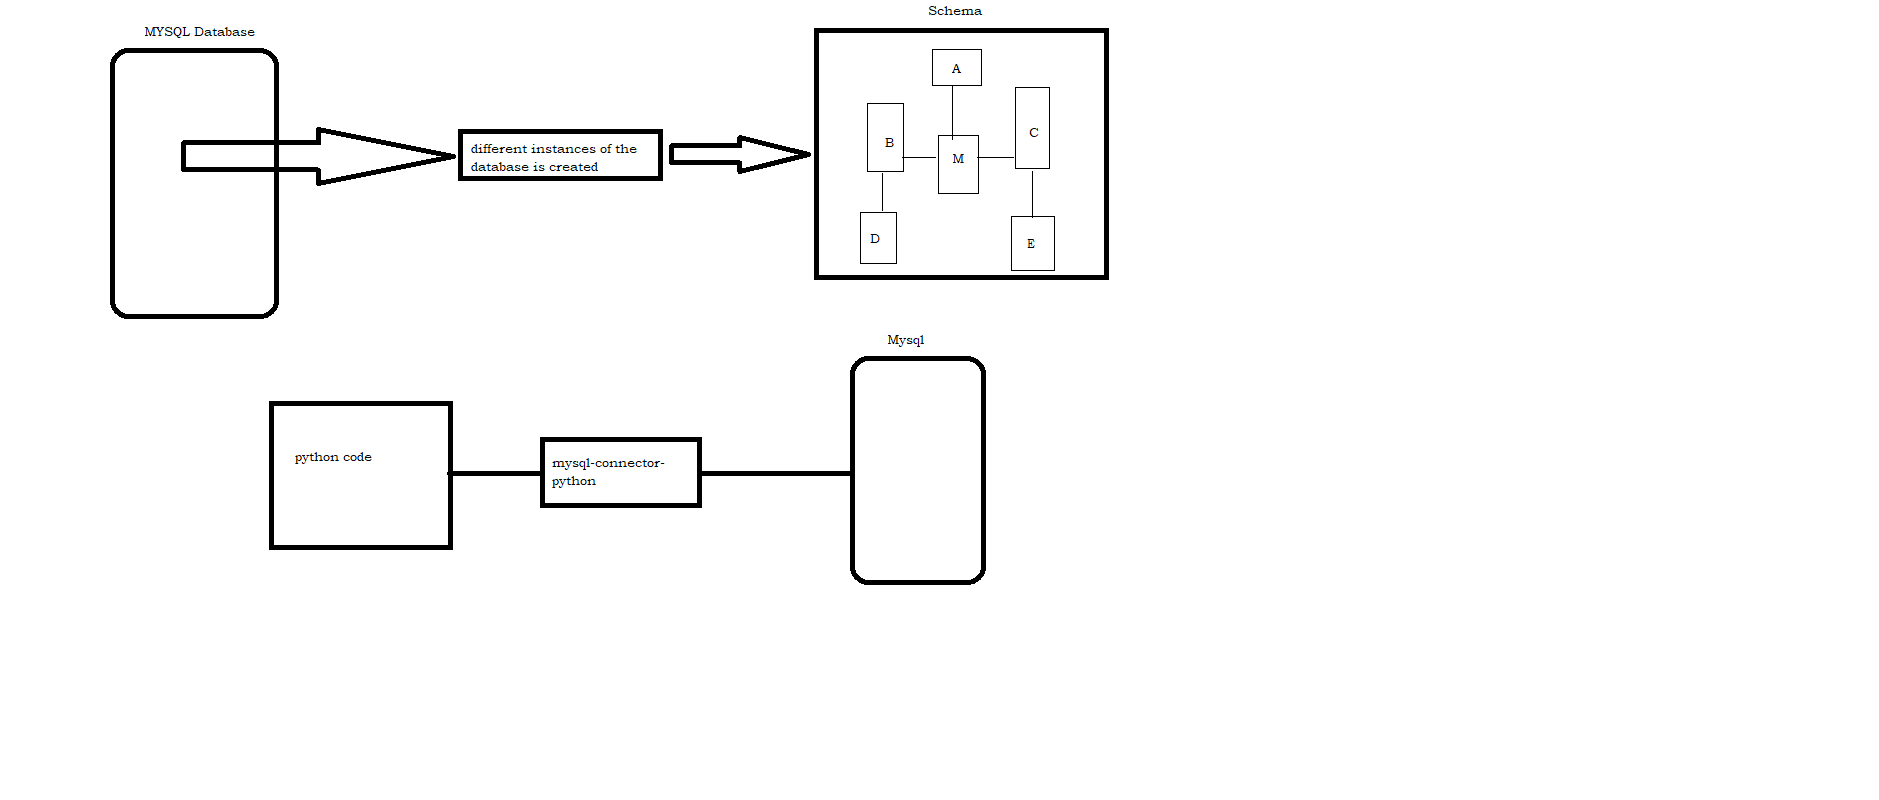 MYSQL Database
Schema
different instances of the
database is created
A
B
C
M
D
E
Mysql
python code
mysql-connector-
python